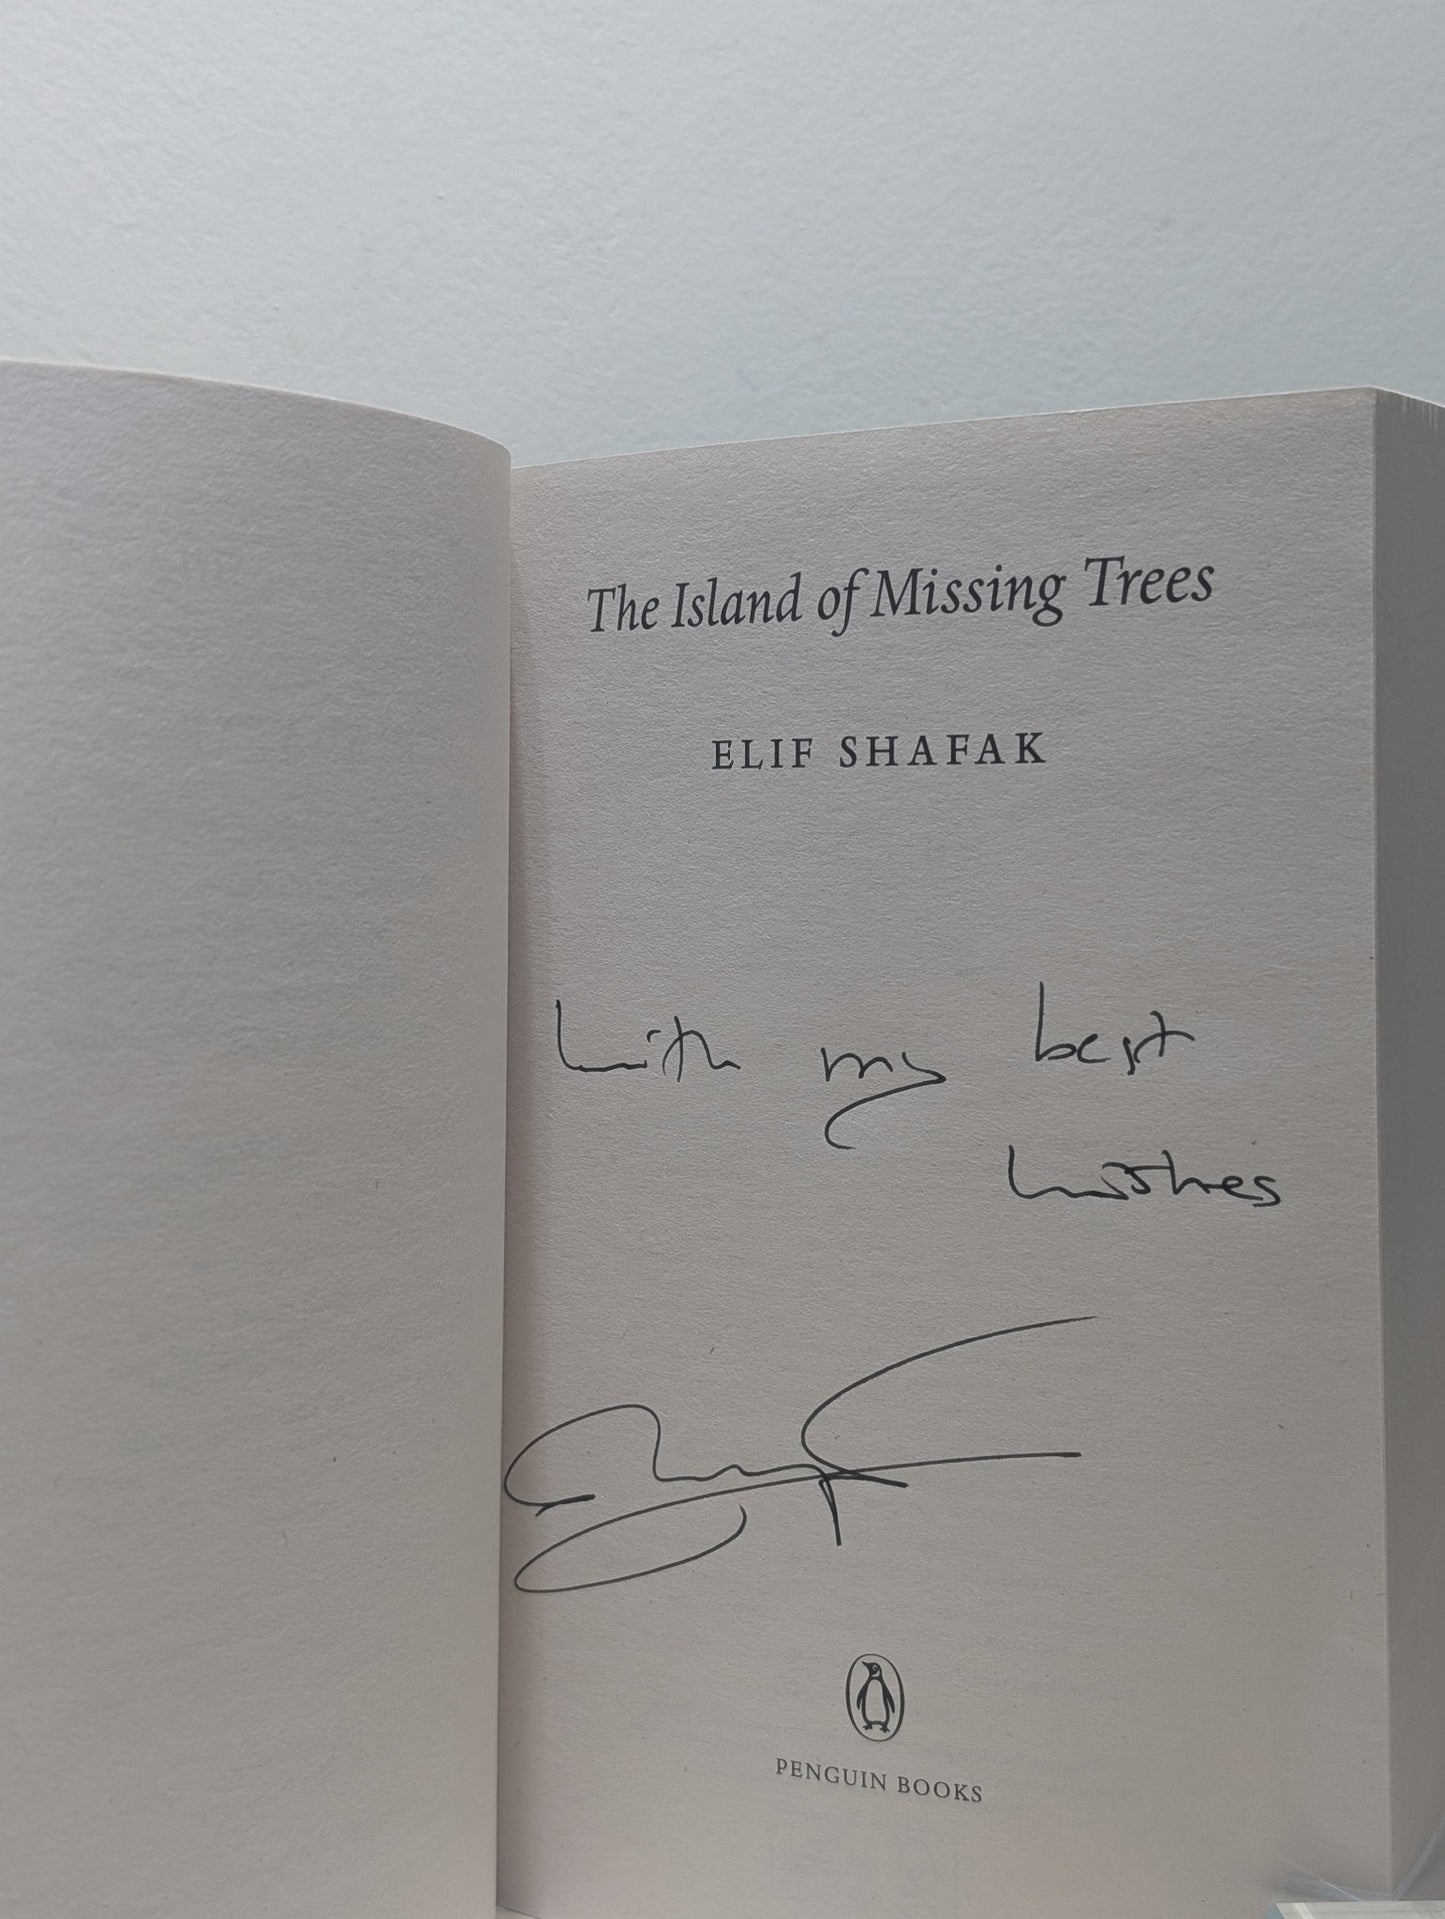 The Island of Missing Trees
ELIF SHAFAK
With my best
wishes
PENGUIN BOOKS